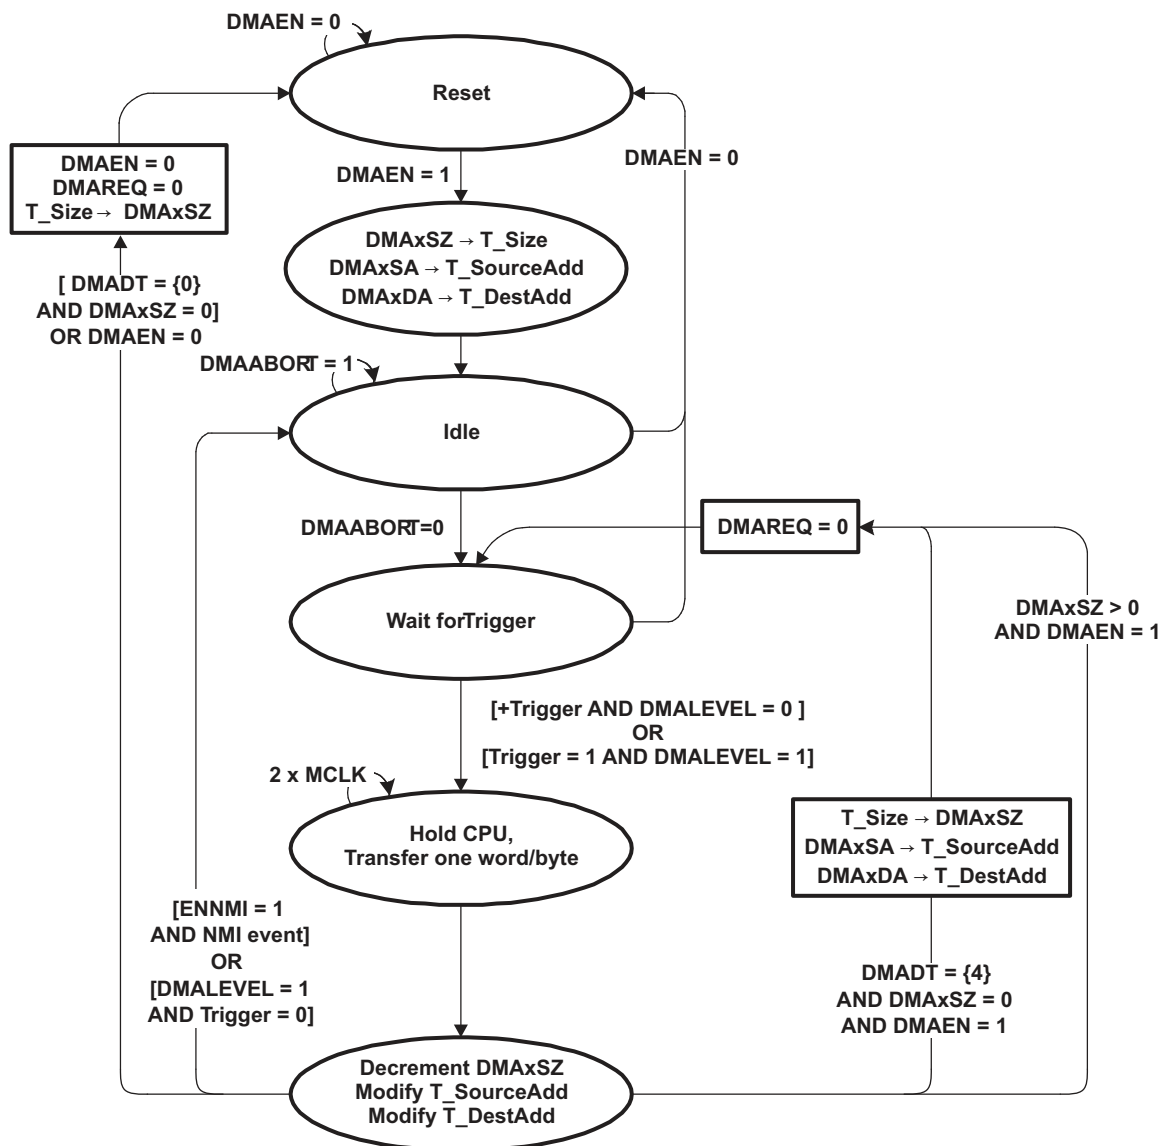 DMAEN = 0
Reset
DMAEN = 0
DMAREQ = 0
T_Size → DMAxSZ
DMAEN = 1
DMAEN = 0
DMAxSZ → T_Size
DMAxSA → T_SourceAdd
DMAxDA → T_DestAdd
[ DMADT = {0}
AND DMAxSZ = 0]
OR DMAEN = 0
DMAABORT = 1
Idle
DMAABORT=0
DMAREQ = 0
Wait forTrigger
DMAxSZ > 0
AND DMAEN = 1
[+Trigger AND DMALEVEL = 0 ]
OR
[Trigger = 1 AND DMALEVEL = 1]
2 x MCLK
Hold CPU,
Transfer one word/byte
T_Size → DMAxSZ
DMAxSA → T_SourceAdd
DMAxDA → T_DestAdd
[ENNMI = 1
AND NMI event]
OR
[DMALEVEL = 1
AND Trigger = 0]
DMADT = {4}
AND DMAxSZ = 0
AND DMAEN = 1
Decrement DMAxSZ
Modify T_SourceAdd
Modify T_DestAdd